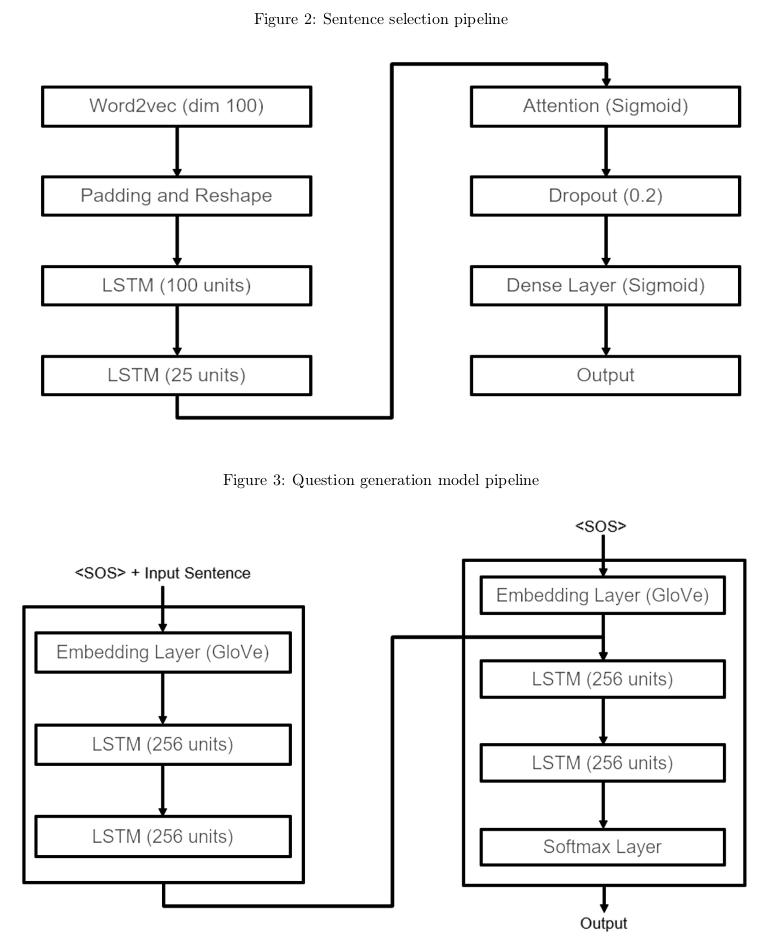 Figure 2: Sentence selection pipeline
Word2vec (dim 100)
Padding and Reshape
LSTM (100 units)
LSTM (25 units)
Attention (Sigmoid)
Dropout (0.2)
Dense Layer (Sigmoid)
Output
Figure 3: Question generation model pipeline
<SOS> + Input Sentence
Embedding Layer (GloVe)
LSTM (256 units)
LSTM (256 units)
<SOS>
Embedding Layer (GloVe)
LSTM (256 units)
LSTM (256 units)
Softmax Layer
Output